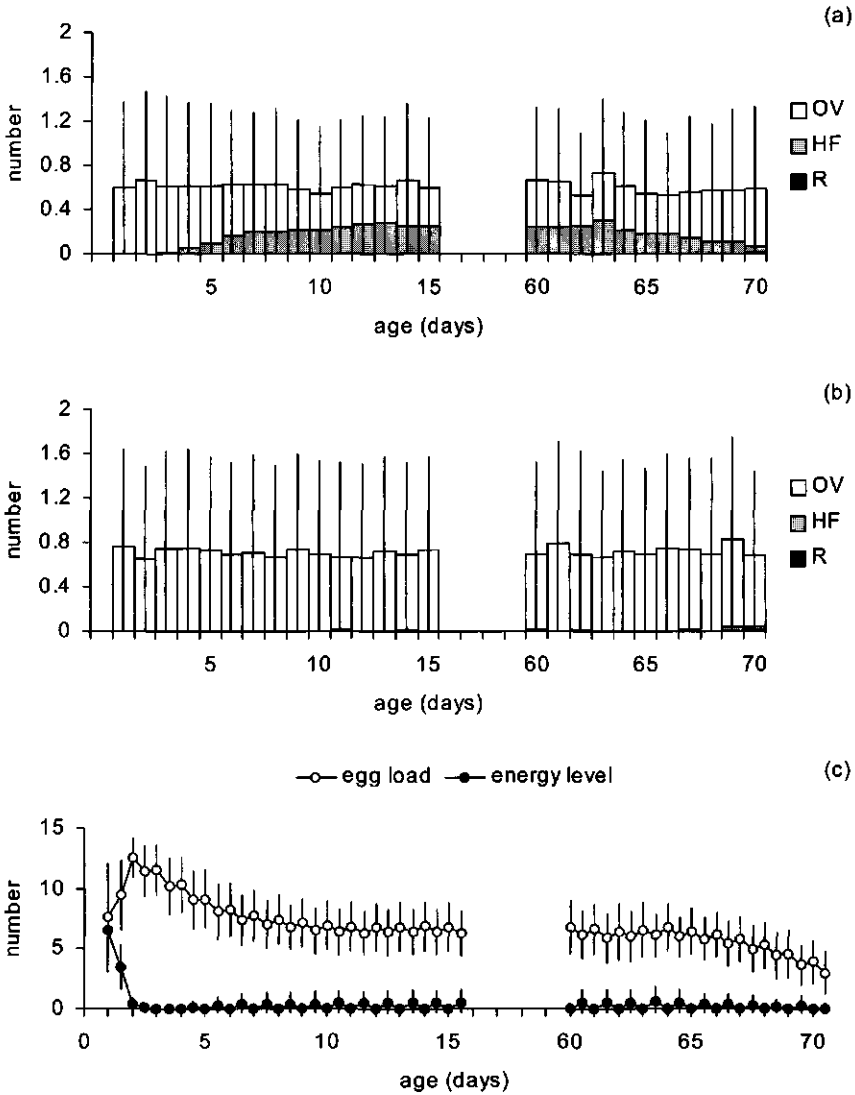 (a)
2
1.6
1.2
0.8
0.4
0
number
OV
HF
R
5 10 15 60 65 70
age (days)
(b)
2
1.6
1.2
0.8
0.4
0
number
OV
HF
R
5 10 15 60 65 70
age (days)
egg load energy level
(c)
15
10
5
0
number
0 5 10 15 60 65 70
age (days)